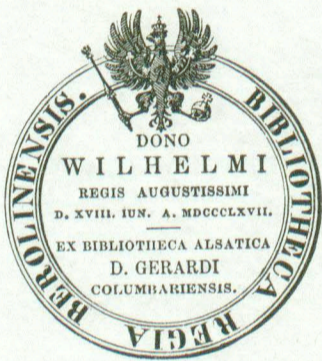 BIBLIOTHECA REGIA BEROLINENSIS.
DONO
WILHELMI
REGIS AUGUSTISSIMI
D. XVIII. IUN. A. MDCCCLXVII.
EX BIBLIOTHECA ALSATICA
D. GERARDI
COLUMBARIENSIS.